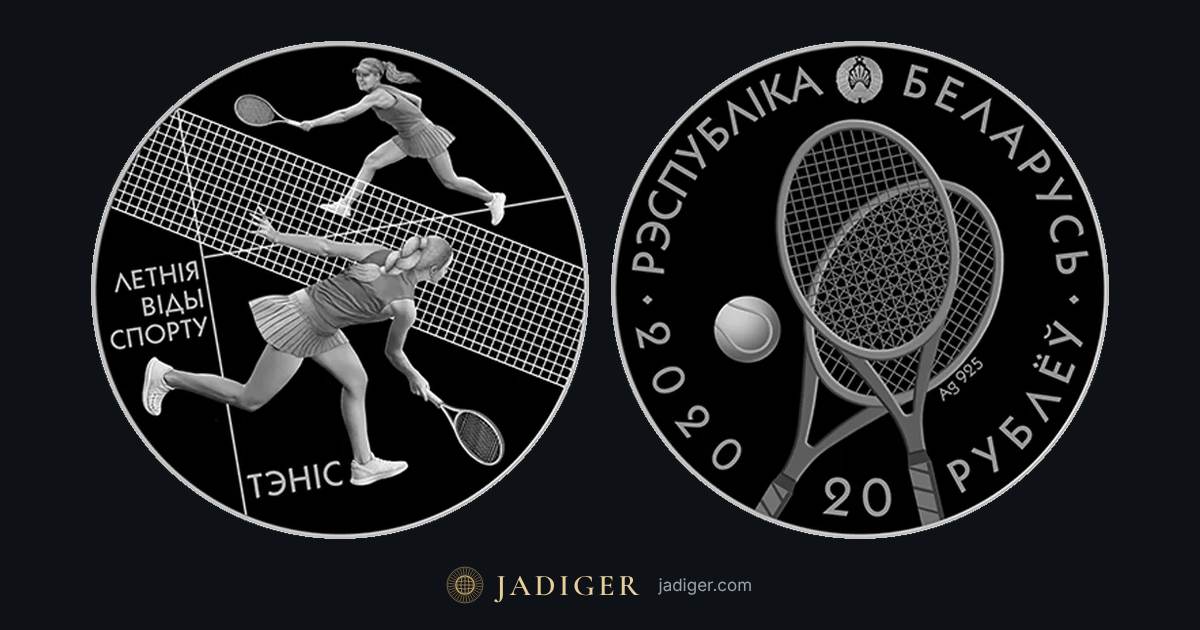 ЛЕТНІЯ
ВІДЫ
СПОРТУ
ТЭНІС
РЭСПУБЛІКА БЕЛАРУСЬ
2020
20 РУБЛЁЎ
Ag 925
JADIGER jadiger.com